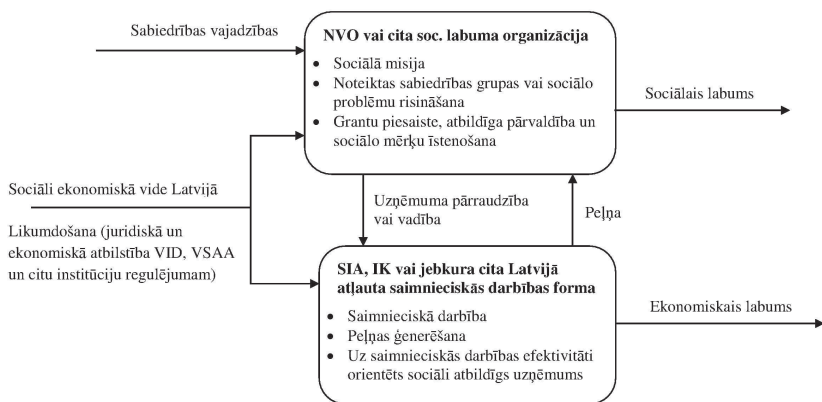 Sabiedrības vajadzības
NVO vai cita soc. labuma organizācija
• Sociālā misija
• Noteiktas sabiedrības grupas vai sociālo
problēmu risināšana
• Grantu piesaiste, atbildīga pārvaldība un
sociālo mērķu īstenošana
Sociālais labums
Sociāli ekonomiskā vide Latvijā
Likumdošana (juridiskā un
ekonomiskā atbilstība VID, VSAA
un citu institūciju regulējumam)
Uzņēmuma pārraudzība
vai vadība
Peļņa
SIA, IK vai jebkura cita Latvijā
atļauta saimnieciskās darbības forma
• Saimnieciskā darbība
• Peļņas ģenerēšana
• Uz saimnieciskās darbības efektivitāti
orientēts sociāli atbildīgs uzņēmums
Ekonomiskais labums